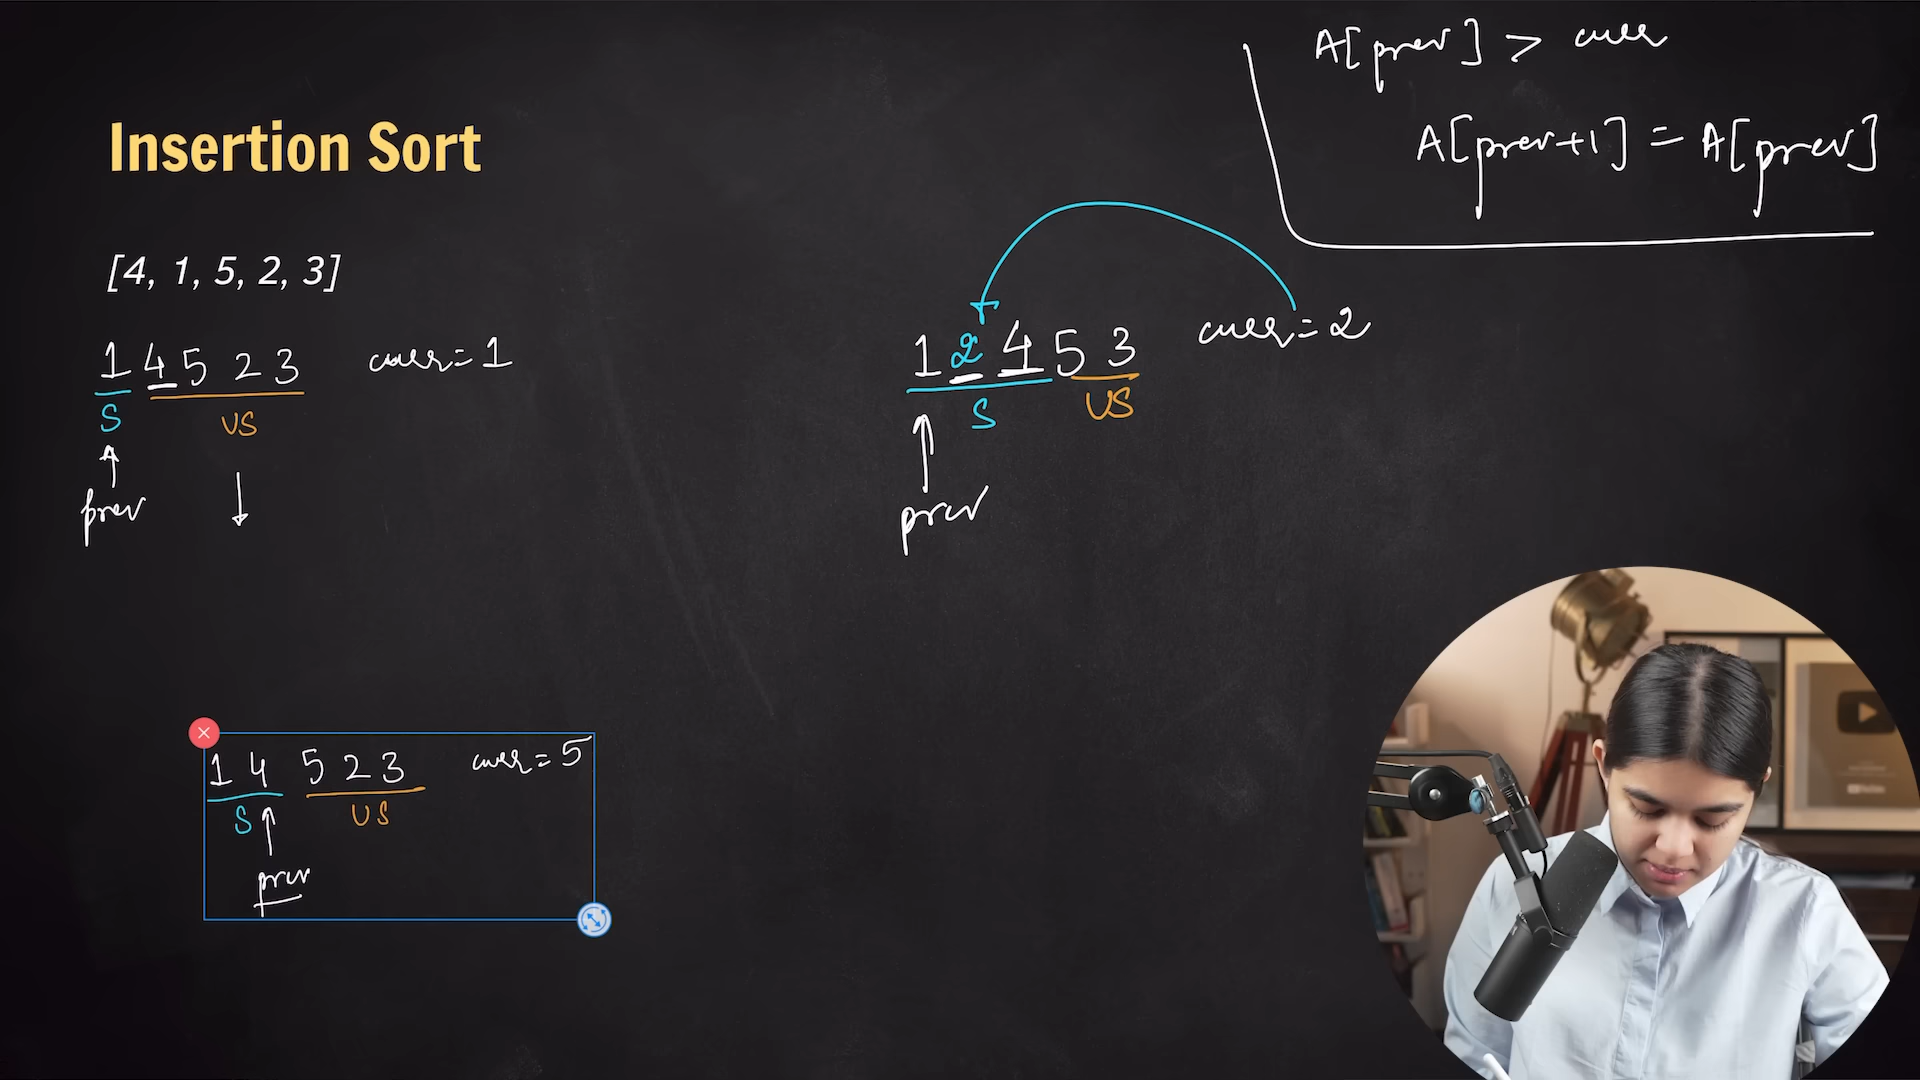 A[prev] > curr
A[prev+1] = A[prev]
Insertion Sort
[4, 1, 5, 2, 3]
1 4 5 2 3 curr = 1
S US
prev
1 2 4 5 3 curr = 2
S US
prev
1 4 5 2 3 curr = 5
S US
prev